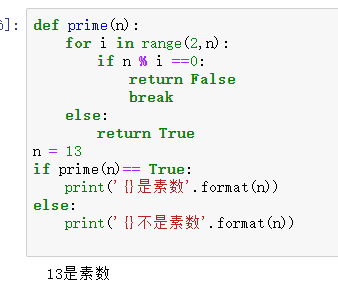 6]:
def prime(n):
    for i in range(2,n):
        if n % i ==0:
            return False
            break
    else:
        return True
n = 13
if prime(n)== True:
    print('{}是素数'.format(n))
else:
    print('{}不是素数'.format(n))
13是素数